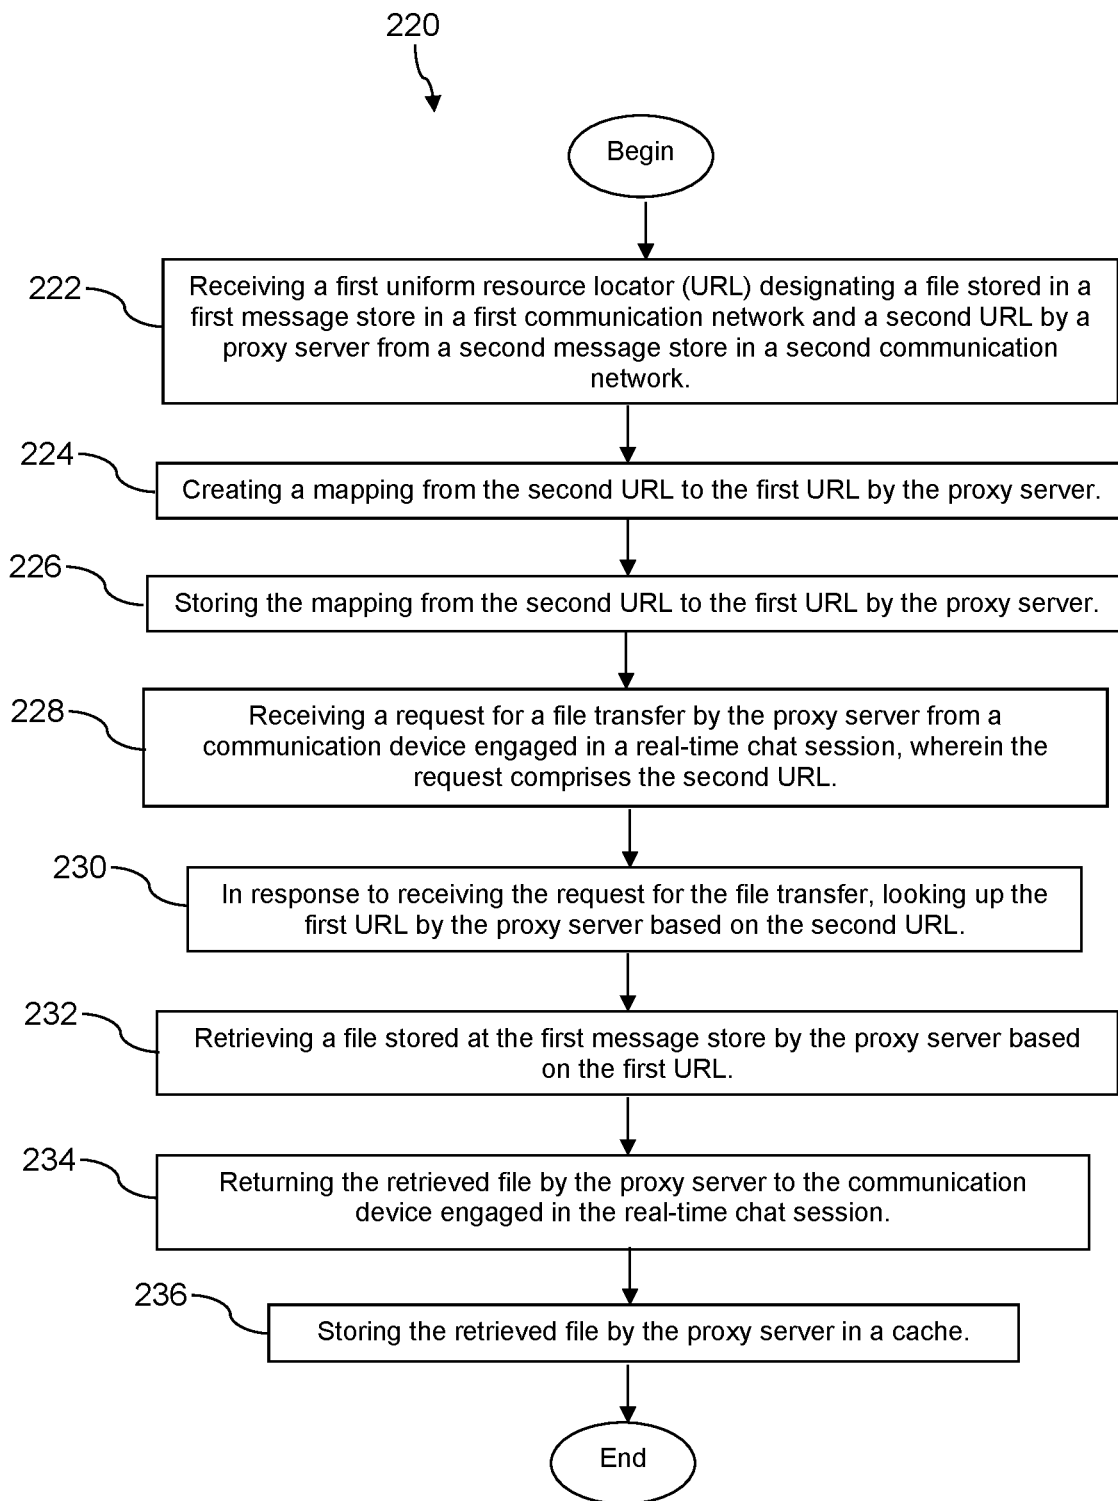 220
Begin
222
Receiving a first uniform resource locator (URL) designating a file stored in a
first message store in a first communication network and a second URL by a
proxy server from a second message store in a second communication
network.
224
Creating a mapping from the second URL to the first URL by the proxy server.
226
Storing the mapping from the second URL to the first URL by the proxy server.
228
Receiving a request for a file transfer by the proxy server from a
communication device engaged in a real-time chat session, wherein the
request comprises the second URL.
230
In response to receiving the request for the file transfer, looking up the
first URL by the proxy server based on the second URL.
232
Retrieving a file stored at the first message store by the proxy server based
on the first URL.
234
Returning the retrieved file by the proxy server to the communication
device engaged in the real-time chat session.
236
Storing the retrieved file by the proxy server in a cache.
End